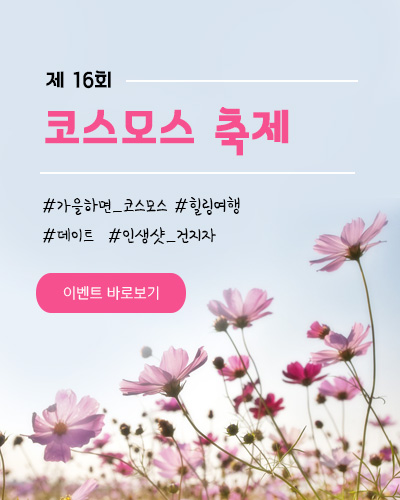 제 16회
코스모스 축제
#가을하면_코스모스 #힐링여행
#데이트 #인생샷_건지자
이벤트 바로보기